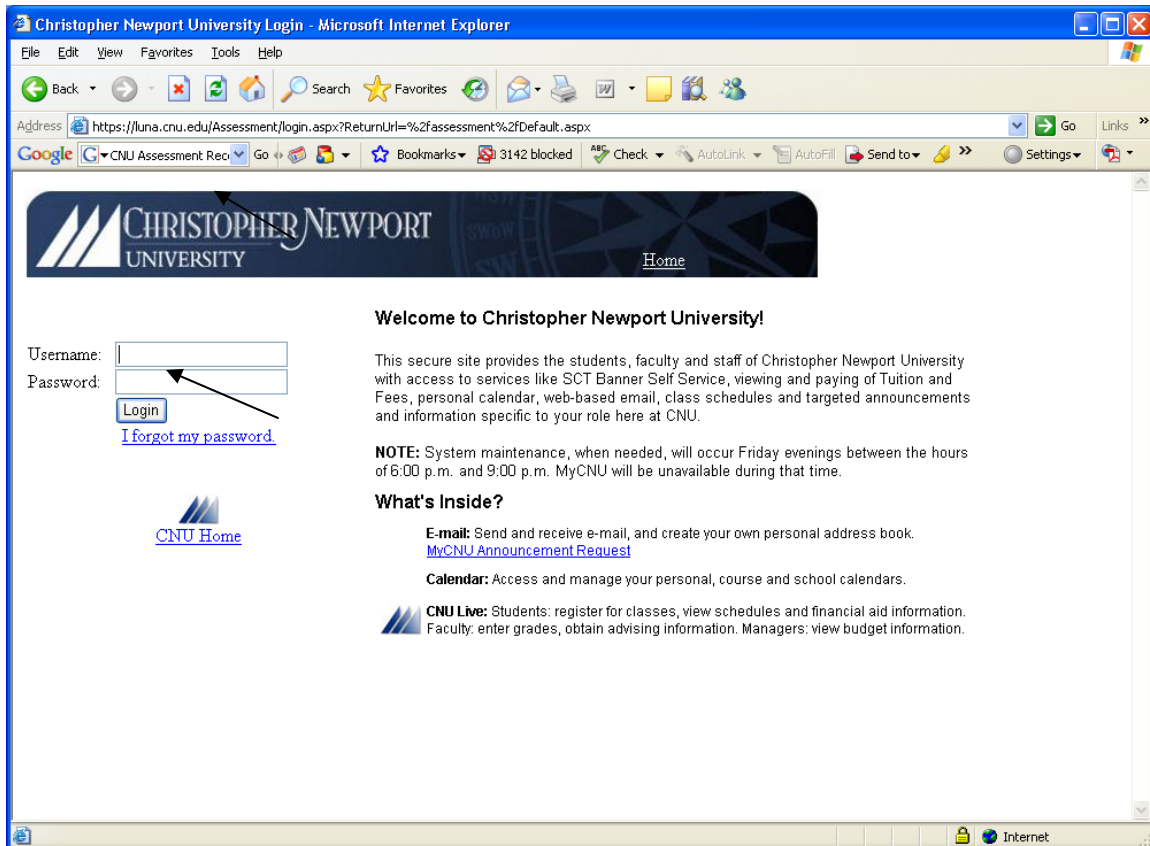 Christopher Newport University Login - Microsoft Internet Explorer
File Edit View Favorites Tools Help
Back Search Favorites
Address https://luna.cnu.edu/Assessment/login.aspx?ReturnUrl=%2fassessment%2fDefault.aspx Go Links »
Google G CNU Assessment Rec Go Bookmarks 3142 blocked ABC Check AutoLink AutoFill Send to » Settings
CHRISTOPHER NEWPORT
UNIVERSITY
Home
Username:
Password:
Login
I forgot my password.
CNU Home
Welcome to Christopher Newport University!
This secure site provides the students, faculty and staff of Christopher Newport University
with access to services like SCT Banner Self Service, viewing and paying of Tuition and
Fees, personal calendar, web-based email, class schedules and targeted announcements
and information specific to your role here at CNU.
NOTE: System maintenance, when needed, will occur Friday evenings between the hours
of 6:00 p.m. and 9:00 p.m. MyCNU will be unavailable during that time.
What's Inside?
E-mail: Send and receive e-mail, and create your own personal address book.
MyCNU Announcement Request
Calendar: Access and manage your personal, course and school calendars.
CNU Live: Students: register for classes, view schedules and financial aid information.
Faculty: enter grades, obtain advising information. Managers: view budget information.
Internet